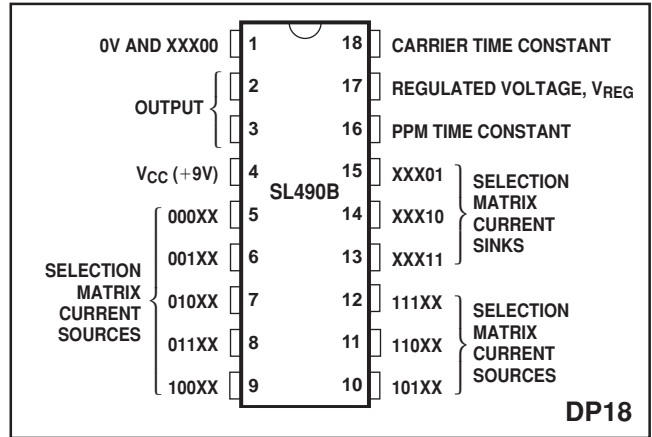 0V AND XXX00 1
OUTPUT
2
3
VCC (+9V) 4
000XX 5
001XX 6
010XX 7
011XX 8
100XX 9
SELECTION
MATRIX
CURRENT
SOURCES
SL490B
18 CARRIER TIME CONSTANT
17 REGULATED VOLTAGE, VREG
16 PPM TIME CONSTANT
15 XXX01
14 XXX10
13 XXX11
SELECTION
MATRIX
CURRENT
SINKS
12 111XX
11 110XX
10 101XX
SELECTION
MATRIX
CURRENT
SOURCES
DP18